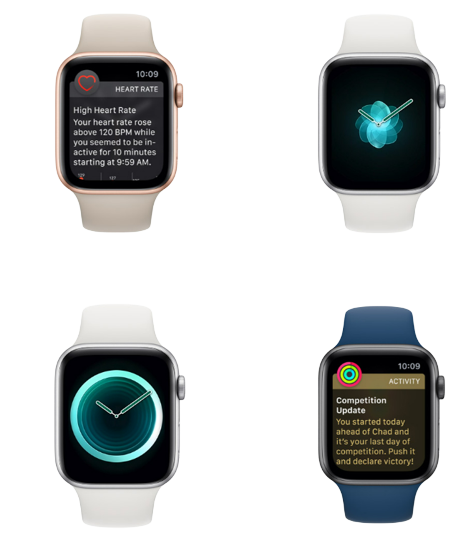 10:09
HEART RATE
High Heart Rate
Your heart rate rose
above 120 BPM while
you seemed to be in-
active for 10 minutes
starting at 9:59 AM.
10:09
ACTIVITY
Competition
Update
You started today
ahead of Chad and
it's your last day of
competition. Push it
and declare victory!